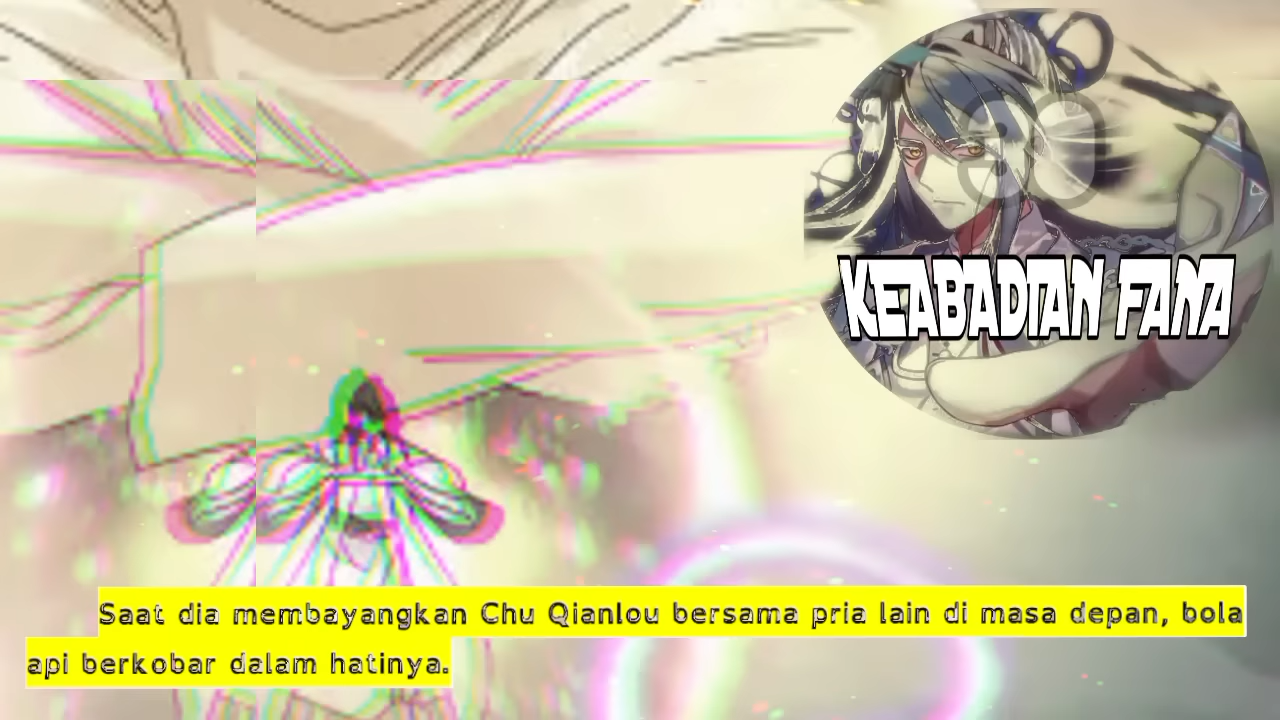 KEABADIAN FANA
Saat dia membayangkan Chu Qianlou bersama pria lain di masa depan, bola
api berkobar dalam hatinya.